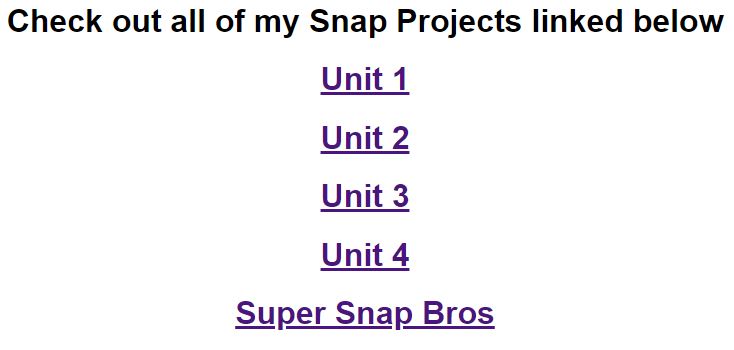 Check out all of my Snap Projects linked below
Unit 1
Unit 2
Unit 3
Unit 4
Super Snap Bros